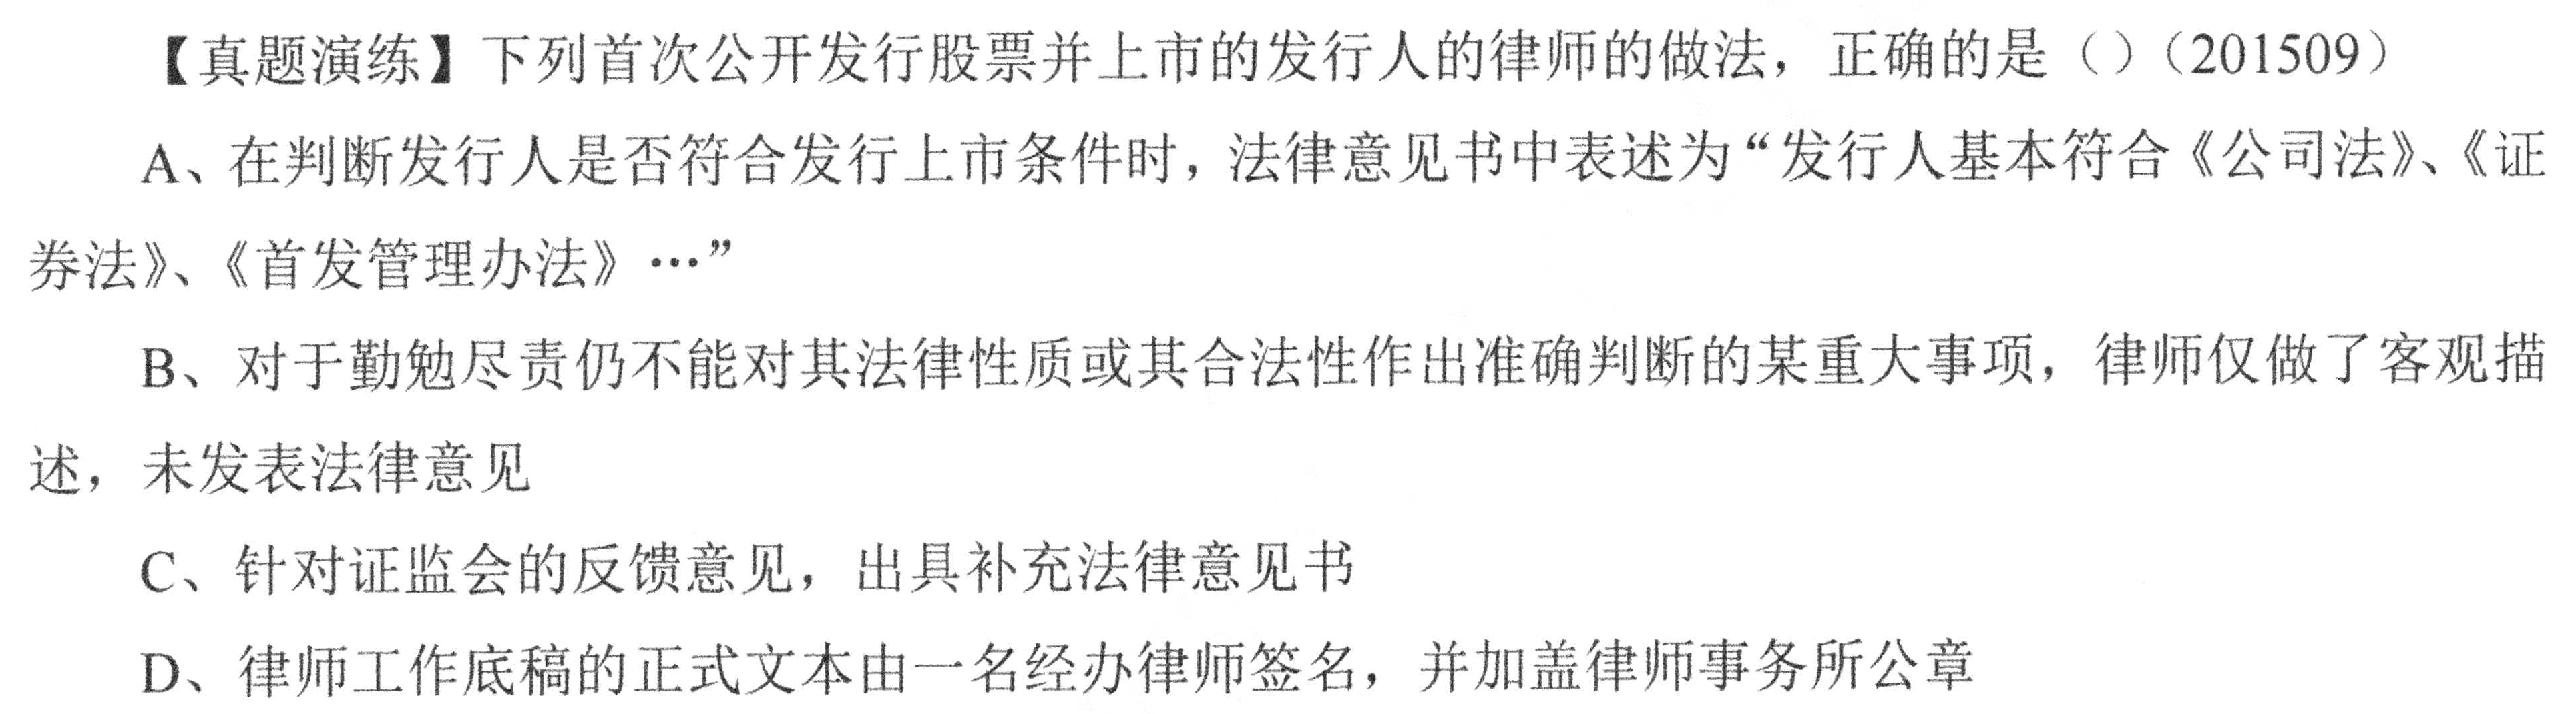 【真题演练】下列首次公开发行股票并上市的发行人的律师的做法，正确的是（）（201509）
A、在判断发行人是否符合发行上市条件时，法律意见书中表述为“发行人基本符合《公司法》、《证
券法》、《首发管理办法》…”
B、对于勤勉尽责仍不能对其法律性质或其合法性作出准确判断的某重大事项，律师仅做了客观描
述，未发表法律意见
C、针对证监会的反馈意见，出具补充法律意见书
D、律师工作底稿的正式文本由一名经办律师签名，并加盖律师事务所公章